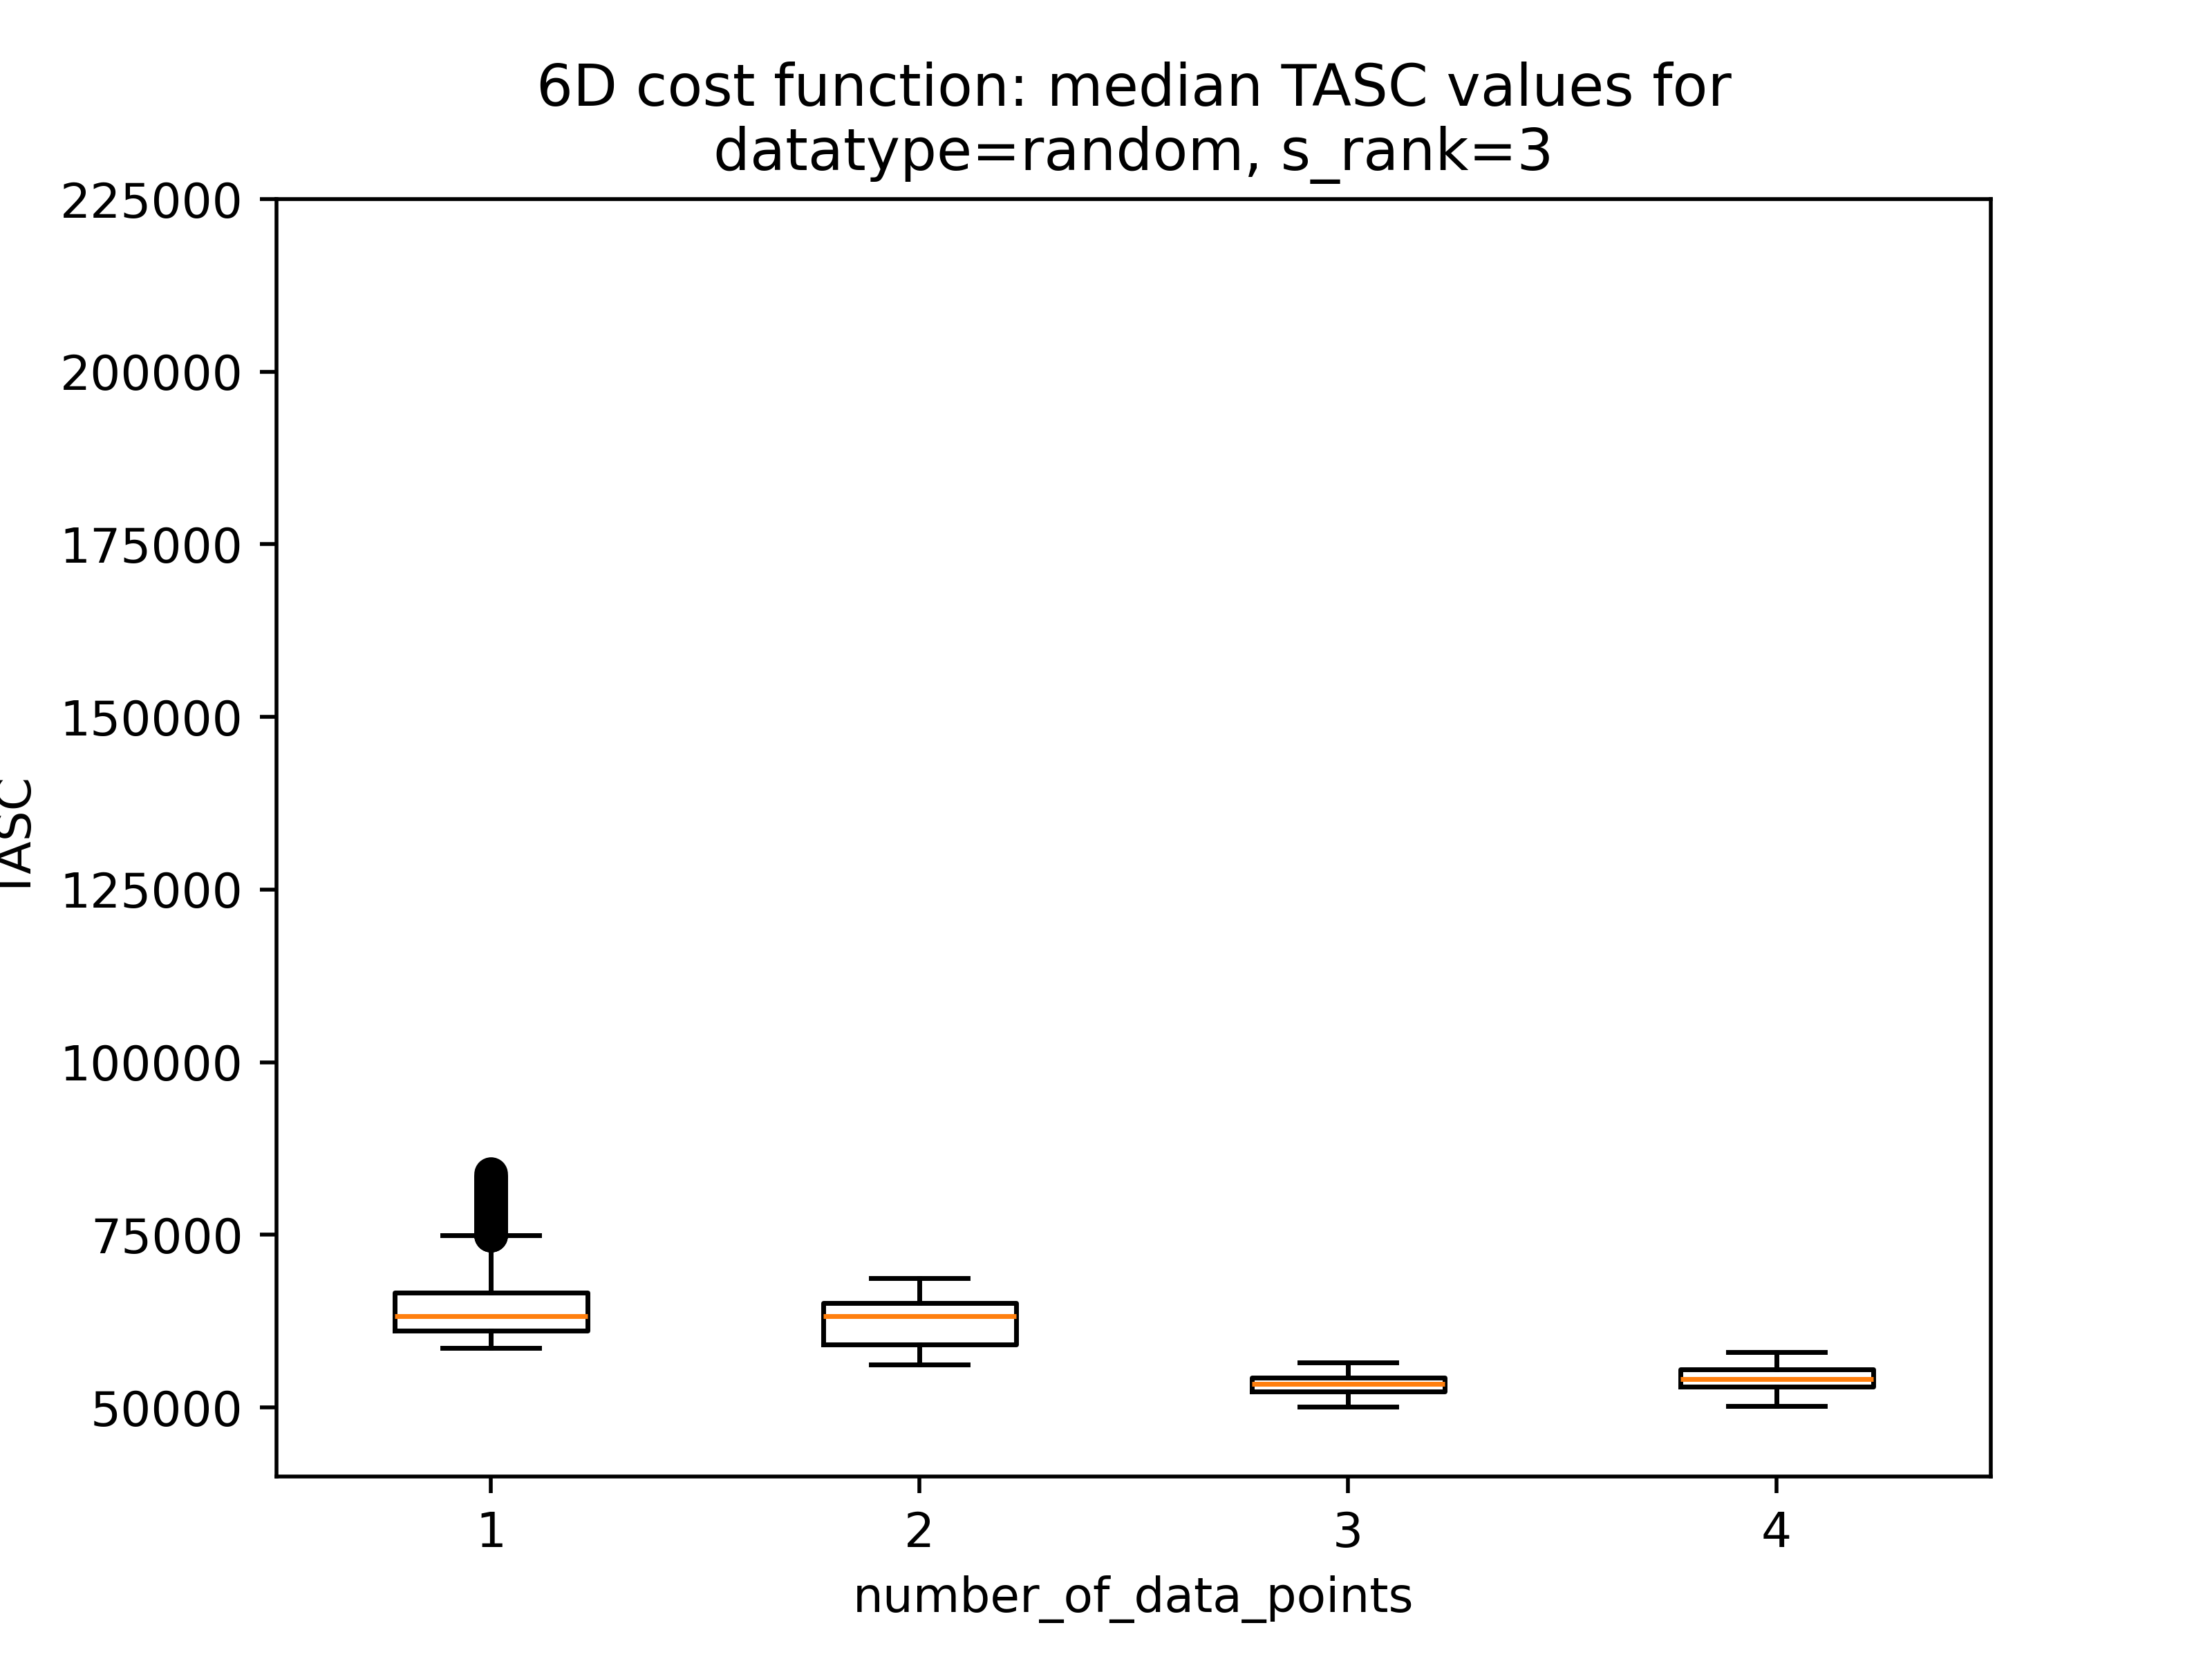 6D cost function: median TASC values for
datatype=random, s_rank=3
225000
200000
175000
150000
125000
100000
75000
50000
TASC
1 2 3 4
number_of_data_points